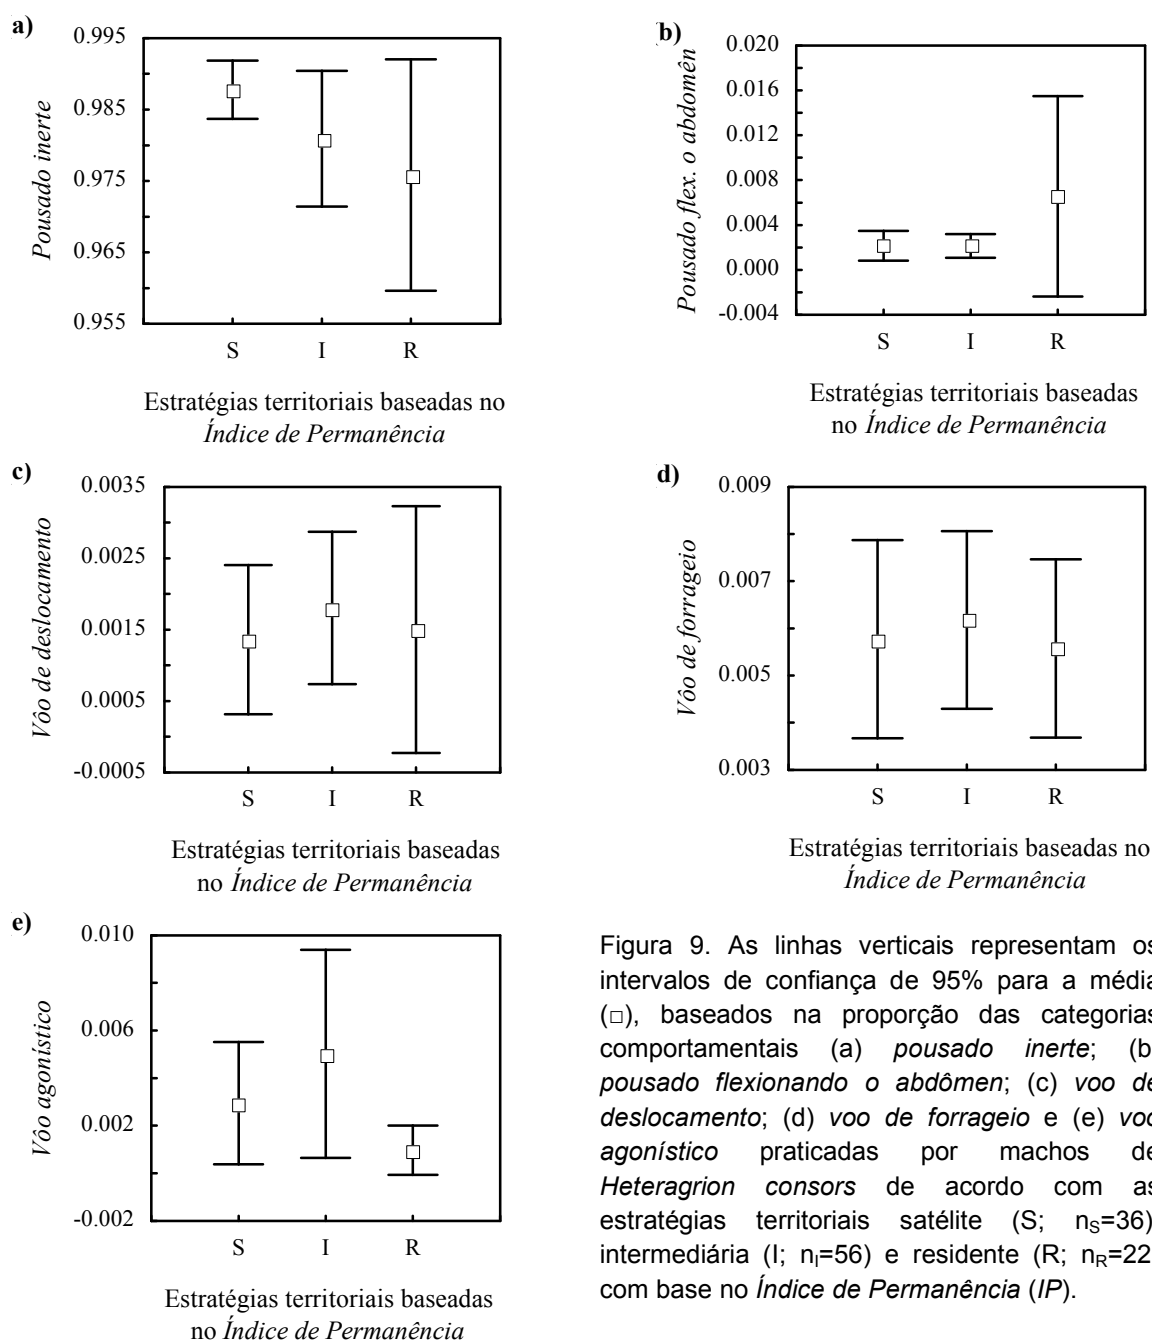 a)
0.995
0.985
0.975
0.965
0.955
Pousado inerte
S I R
Estratégias territoriais baseadas no
Índice de Permanência
b)
0.020
0.016
0.012
0.008
0.004
0.000
-0.004
Pousado flex. o abdomên
S I R
Estratégias territoriais baseadas
no Índice de Permanência
c)
0.0035
0.0025
0.0015
0.0005
-0.0005
Vôo de deslocamento
S I R
Estratégias territoriais baseadas
no Índice de Permanência
d)
0.009
0.007
0.005
0.003
Vôo de forrageio
S I R
Estratégias territoriais baseadas no
Índice de Permanência
e)
0.010
0.006
0.002
-0.002
Vôo agonístico
S I R
Estratégias territoriais baseadas
no Índice de Permanência
Figura 9. As linhas verticais representam os
intervalos de confiança de 95% para a média
(□), baseados na proporção das categorias
comportamentais (a) pousado inerte; (b)
pousado flexionando o abdômen; (c) voo de
deslocamento; (d) voo de forrageio e (e) voo
agonístico praticadas por machos de
Heteragrion consors de acordo com as
estratégias territoriais satélite (S; nS=36)
intermediária (I; nI=56) e residente (R; nR=22)
com base no Índice de Permanência (IP).